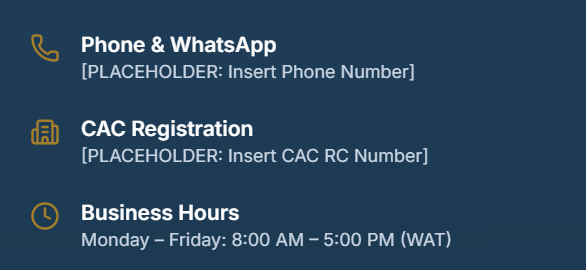 Phone & WhatsApp
[PLACEHOLDER: Insert Phone Number]
CAC Registration
[PLACEHOLDER: Insert CAC RC Number]
Business Hours
Monday – Friday: 8:00 AM – 5:00 PM (WAT)